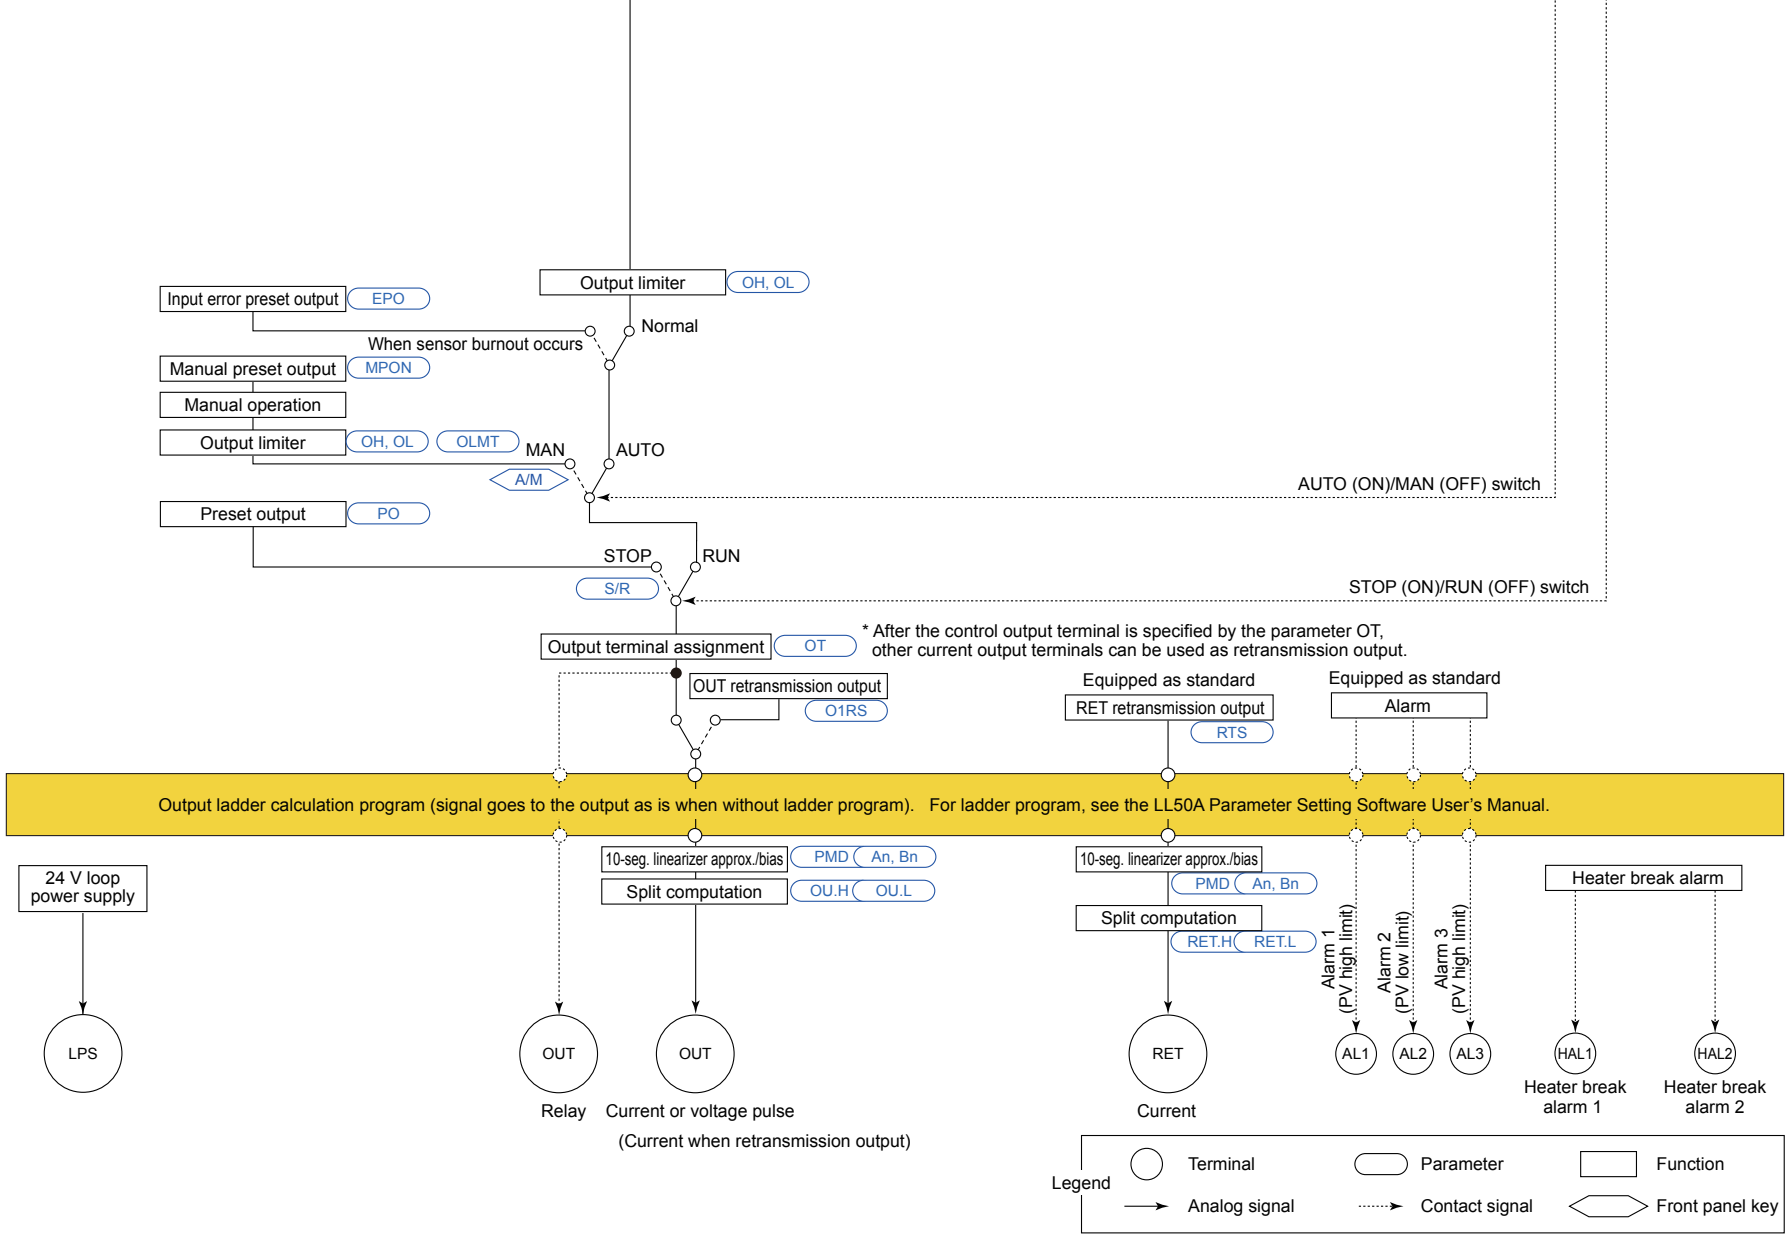 Output limiter
OH, OL
Input error preset output
EPO
Normal
When sensor burnout occurs
Manual preset output
MPON
Manual operation
Output limiter
OH, OL
OLMT
MAN
AUTO
A/M
AUTO (ON)/MAN (OFF) switch
Preset output
PO
STOP
RUN
S/R
STOP (ON)/RUN (OFF) switch
Output terminal assignment
OT
* After the control output terminal is specified by the parameter OT,
other current output terminals can be used as retransmission output.
OUT retransmission output
O1RS
Equipped as standard
RET retransmission output
RTS
Equipped as standard
Alarm
Output ladder calculation program (signal goes to the output as is when without ladder program). For ladder program, see the LL50A Parameter Setting Software User's Manual.
24 V loop
power supply
10-seg. linearizer approx./bias
PMD
An, Bn
Split computation
OU.H
OU.L
10-seg. linearizer approx./bias
PMD
An, Bn
Split computation
RET.H
RET.L
Alarm 1
(PV high limit)
Alarm 2
(PV low limit)
Alarm 3
(PV high limit)
Heater break alarm
LPS
OUT
OUT
RET
AL1
AL2
AL3
HAL1
HAL2
Relay
Current or voltage pulse
(Current when retransmission output)
Current
Heater break
alarm 1
Heater break
alarm 2
Legend
Terminal
Parameter
Function
Analog signal
Contact signal
Front panel key